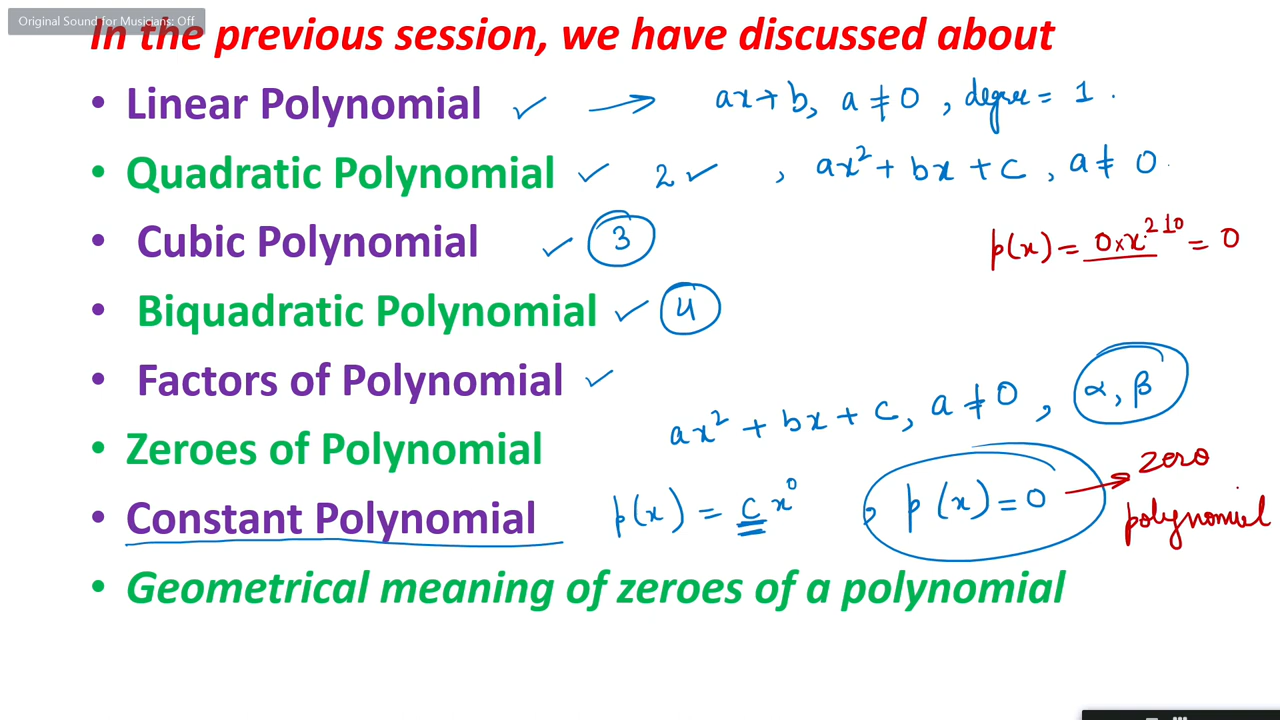 Original Sound for Musicians: Off
In the previous session, we have discussed about
• Linear Polynomial ✓ → ax + b, a ≠ 0, degree = 1.
• Quadratic Polynomial ✓ 2 ✓, ax² + bx + c, a ≠ 0.
• Cubic Polynomial ✓ 3
p(x) = 0×x²¹⁰ = 0
• Biquadratic Polynomial ✓ 4
• Factors of Polynomial ✓
ax² + bx + c, a ≠ 0, α, β
• Zeroes of Polynomial
• Constant Polynomial p(x) = cx⁰, p(x) = 0 → zero
polynomial
• Geometrical meaning of zeroes of a polynomial